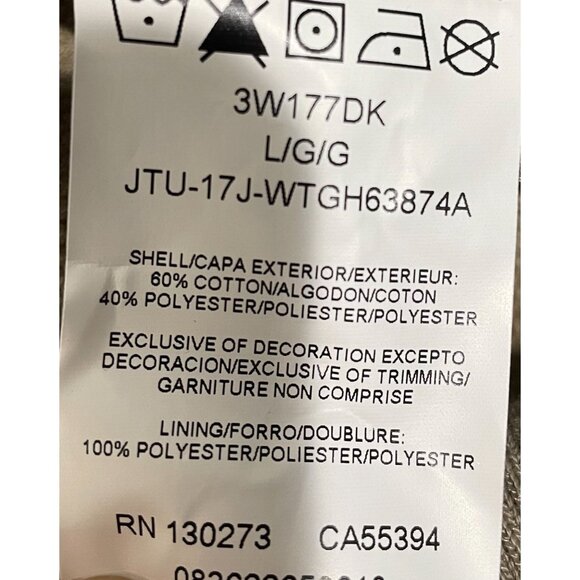 3W177DK
L/G/G
JTU-17J-WTGH63874A
SHELL/CAPA EXTERIOR/EXTERIEUR:
60% COTTON/ALGODON/COTON
40% POLYESTER/POLIESTER/POLYESTER
EXCLUSIVE OF DECORATION EXCEPTO
DECORACION/EXCLUSIVE OF TRIMMING/
GARNITURE NON COMPRISE
LINING/FORRO/DOUBLURE:
100% POLYESTER/POLIESTER/POLYESTER
RN 130273 CA55394